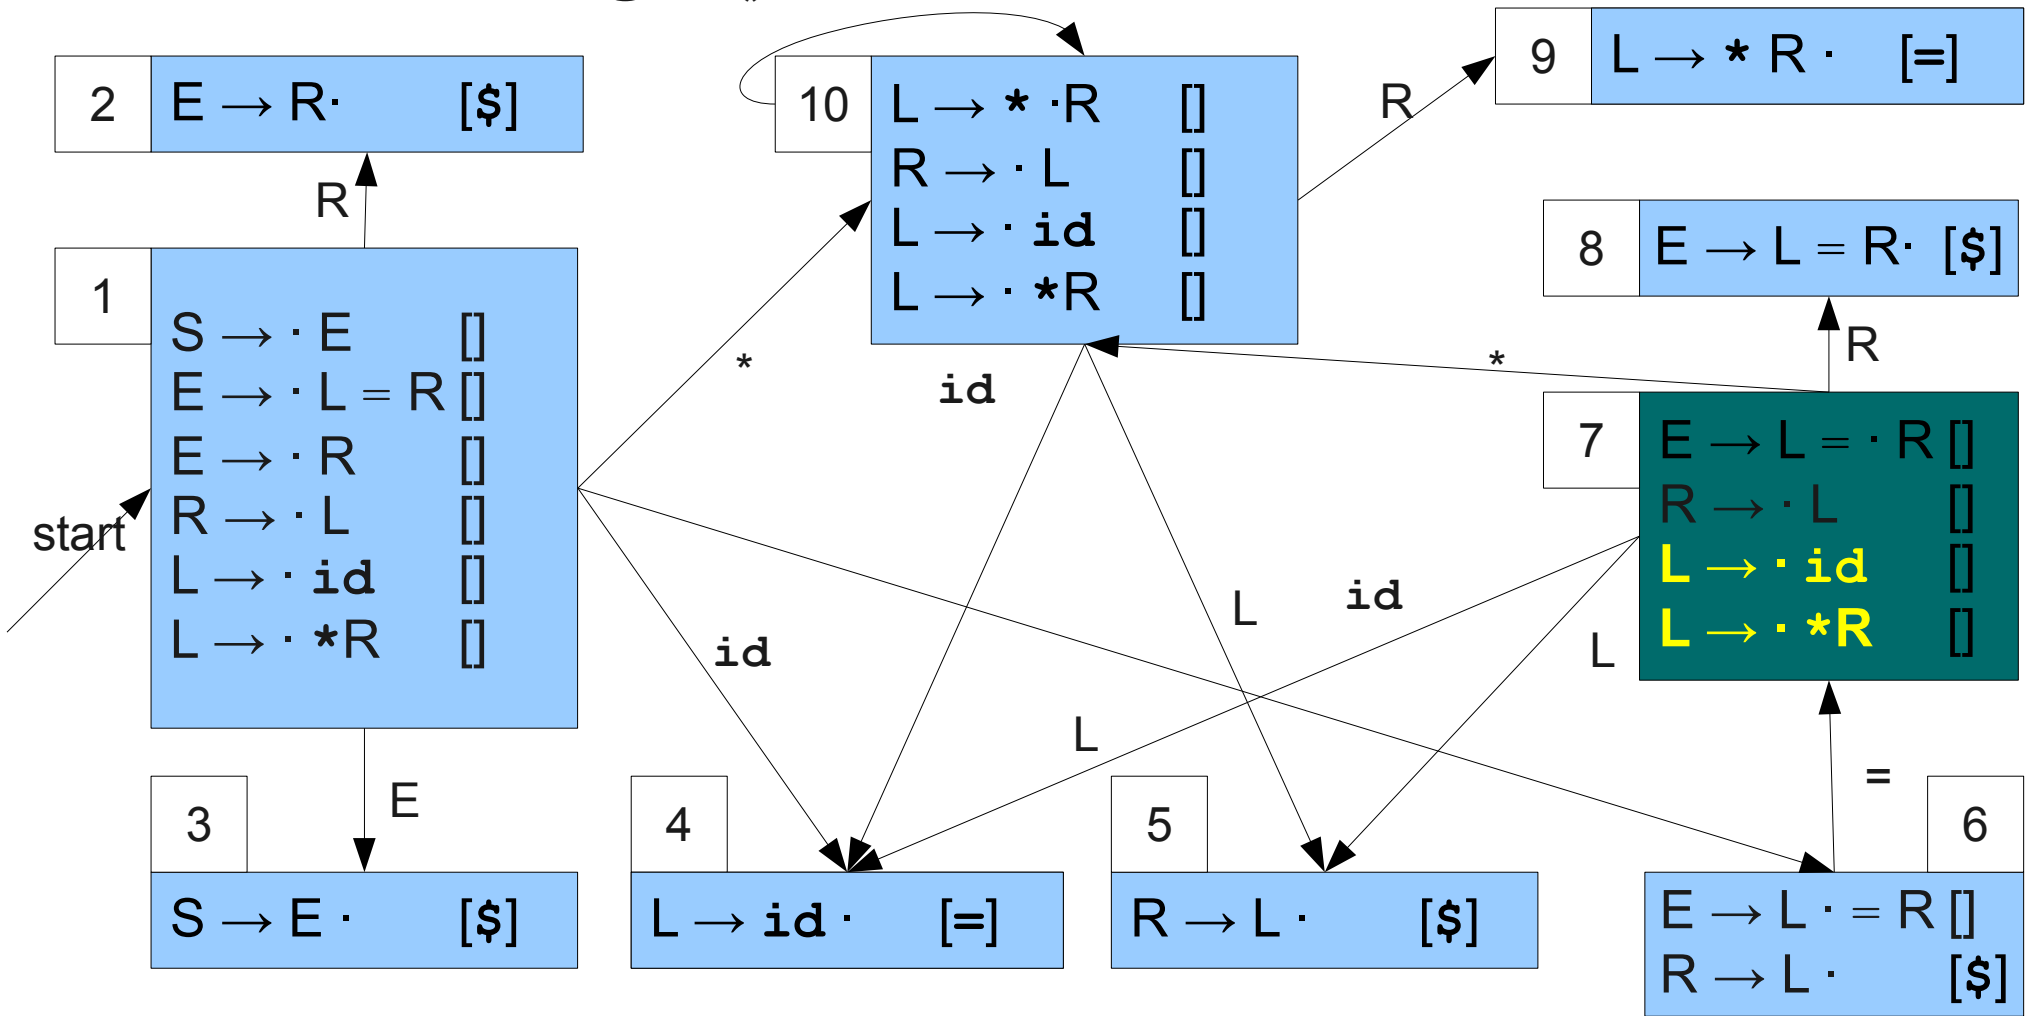 2
E → R· [$]
R
1
S → · E []
E → · L = R []
E → · R []
R → · L []
L → · id []
L → · *R []
start
E
3
S → E · [$]
10
L → * ·R []
R → · L []
L → · id []
L → · *R []
*
id
id
L
L
id
L
*
R
9
L → * R · [=]
8
E → L = R· [$]
R
7
E → L = · R []
R → · L []
L → · id []
L → · *R []
=
4
L → id · [=]
5
R → L · [$]
6
E → L · = R []
R → L · [$]